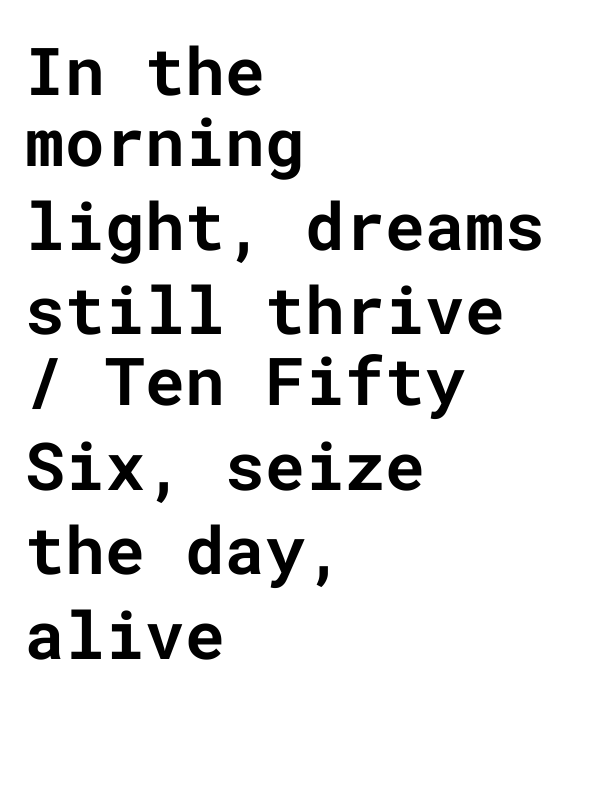 In the
morning
light, dreams
still thrive
/ Ten Fifty
Six, seize
the day,
alive